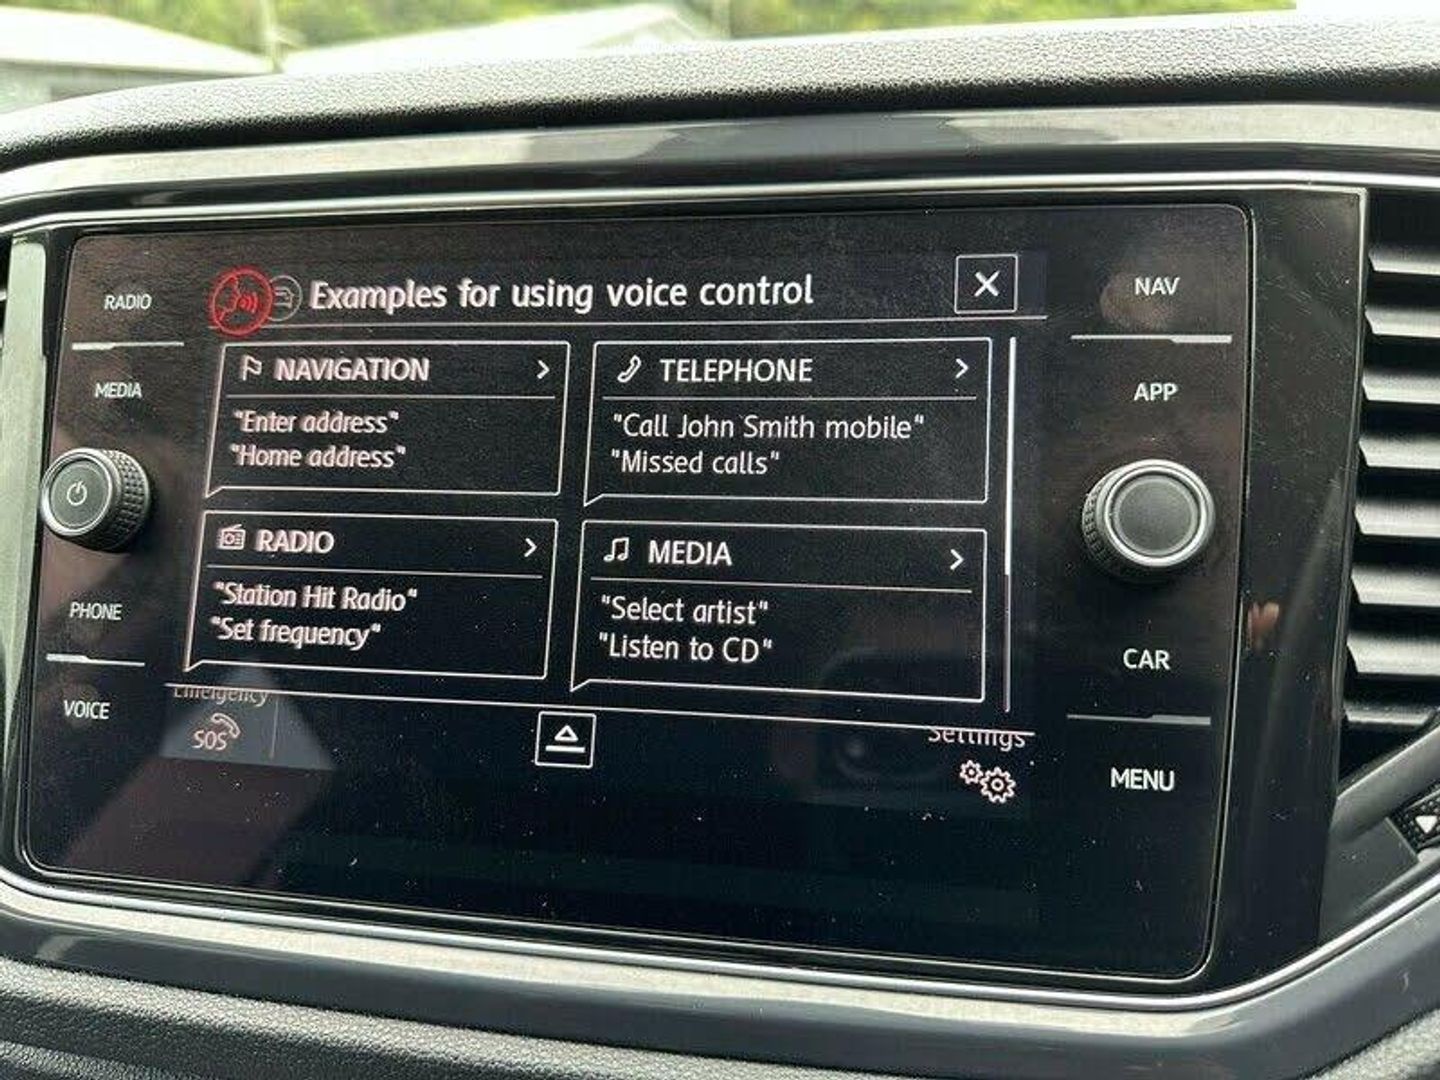 RADIO
MEDIA
PHONE
VOICE
Examples for using voice control
NAVIGATION
"Enter address"
"Home address"
TELEPHONE
"Call John Smith mobile"
"Missed calls"
RADIO
"Station Hit Radio"
"Set frequency"
MEDIA
"Select artist"
"Listen to CD"
Emergency
SOS
Settings
NAV
APP
CAR
MENU